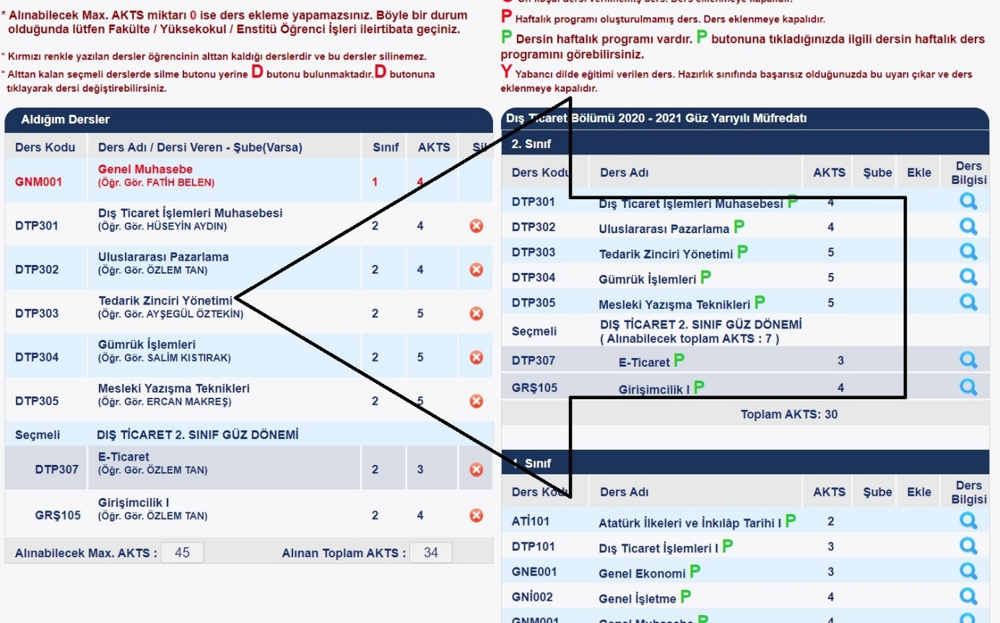 * Alınabilecek Max. AKTS miktarı 0 ise ders ekleme yapamazsınız. Böyle bir durum
olduğunda lütfen Fakülte / Yüksekokul / Enstitü Öğrenci İşleri ileirtibata geçiniz.
* Kırmızı renkle yazılan dersler öğrencinin alttan kaldığı derslerdir ve bu dersler silinemez.
* Alttan kalan seçmeli derslerde silme butonu yerine D butonu bulunmaktadır. D butonuna
tıklayarak dersi değiştirebilirsiniz.
Aldığım Dersler
Ders Kodu Ders Adı / Dersi Veren - Şube(Varsa) Sınıf AKTS Sil
Genel Muhasebe
GNM001 (Öğr. Gör. FATİH BELEN) 1 4
Dış Ticaret İşlemleri Muhasebesi
DTP301 (Öğr. Gör. HÜSEYİN AYDIN) 2 4
Uluslararası Pazarlama
DTP302 (Öğr. Gör. ÖZLEM TAN) 2 4
Tedarik Zinciri Yönetimi
DTP303 (Öğr. Gör. AYŞEGÜL ÖZTEKİN) 2 5
Gümrük İşlemleri
DTP304 (Öğr. Gör. SALİM KISTIRAK) 2 5
Mesleki Yazışma Teknikleri
DTP305 (Öğr. Gör. ERCAN MAKREŞ) 2 5
Seçmeli DIŞ TİCARET 2. SINIF GÜZ DÖNEMİ
E-Ticaret
DTP307 (Öğr. Gör. ÖZLEM TAN) 2 3
Girişimcilik I
GRŞ105 (Öğr. Gör. ÖZLEM TAN) 2 4
Alınabilecek Max. AKTS : 45 Alınan Toplam AKTS : 34
Ön koşul dersi verilmemiş ders. Ders eklenmeye kapalıdır.
P Haftalık programı oluşturulmamış ders. Ders eklenmeye kapalıdır.
P Dersin haftalık programı vardır. P butonuna tıkladığınızda ilgili dersin haftalık ders
programını görebilirsiniz.
Y Yabancı dilde eğitimi verilen ders. Hazırlık sınıfında başarısız olduğunuzda bu uyarı çıkar ve ders
eklenmeye kapalıdır.
Dış Ticaret Bölümü 2020 - 2021 Güz Yarıyılı Müfredatı
2. Sınıf
Ders Kodu Ders Adı AKTS Şube Ekle Ders Bilgisi
DTP301 Dış Ticaret İşlemleri Muhasebesi P 4
DTP302 Uluslararası Pazarlama P 4
DTP303 Tedarik Zinciri Yönetimi P 5
DTP304 Gümrük İşlemleri P 5
DTP305 Mesleki Yazışma Teknikleri P 5
Seçmeli DIŞ TİCARET 2. SINIF GÜZ DÖNEMİ
( Alınabilecek toplam AKTS : 7 )
DTP307 E-Ticaret P 3
GRŞ105 Girişimcilik I P 4
Toplam AKTS: 30
1. Sınıf
Ders Kodu Ders Adı AKTS Şube Ekle Ders Bilgisi
ATİ101 Atatürk İlkeleri ve İnkılâp Tarihi I P 2
DTP101 Dış Ticaret İşlemleri I P 3
GNE001 Genel Ekonomi P 3
GNİ002 Genel İşletme P 4
GNM001 Genel Muhasebe P 4